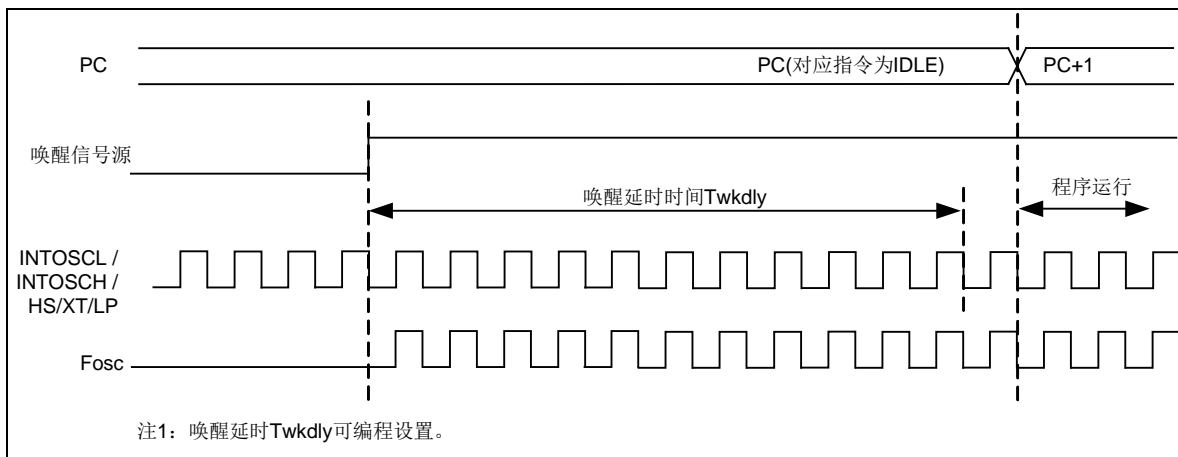 PC
PC(对应指令为IDLE)
PC+1
唤醒信号源
唤醒延时时间Twkdly
程序运行
INTOSCL /
INTOSCH /
HS/XT/LP
Fosc
注1：唤醒延时Twkdly可编程设置。